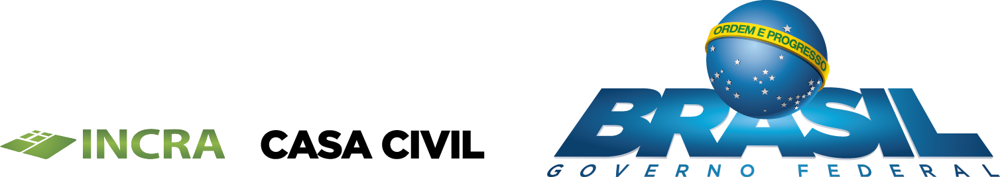 INCRA
CASA CIVIL
ORDEM E PROGRESSO
BRASIL
GOVERNO FEDERAL